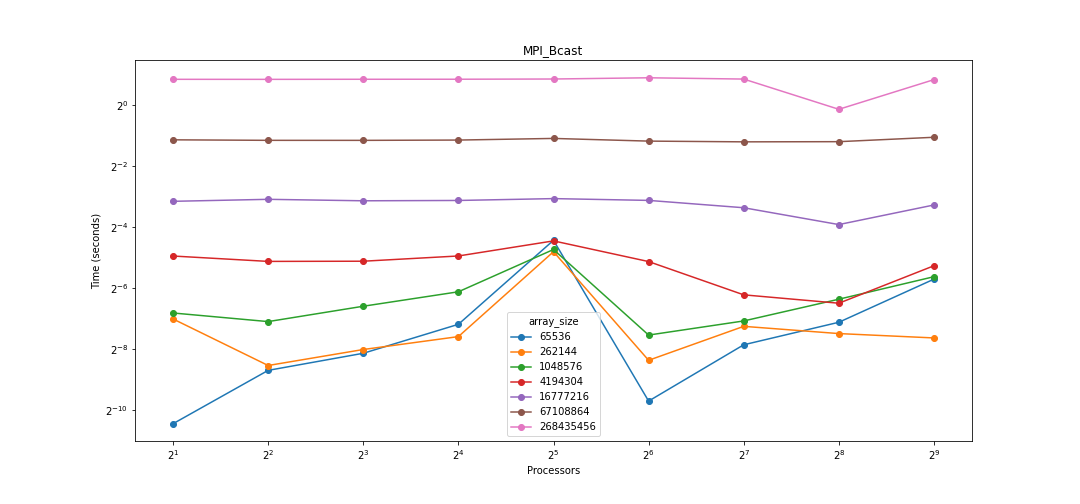 MPI_Bcast
Time (seconds)
2^0
2^-2
2^-4
2^-6
2^-8
2^-10
array_size
65536
262144
1048576
4194304
16777216
67108864
268435456
2^1 2^2 2^3 2^4 2^5 2^6 2^7 2^8 2^9
Processors